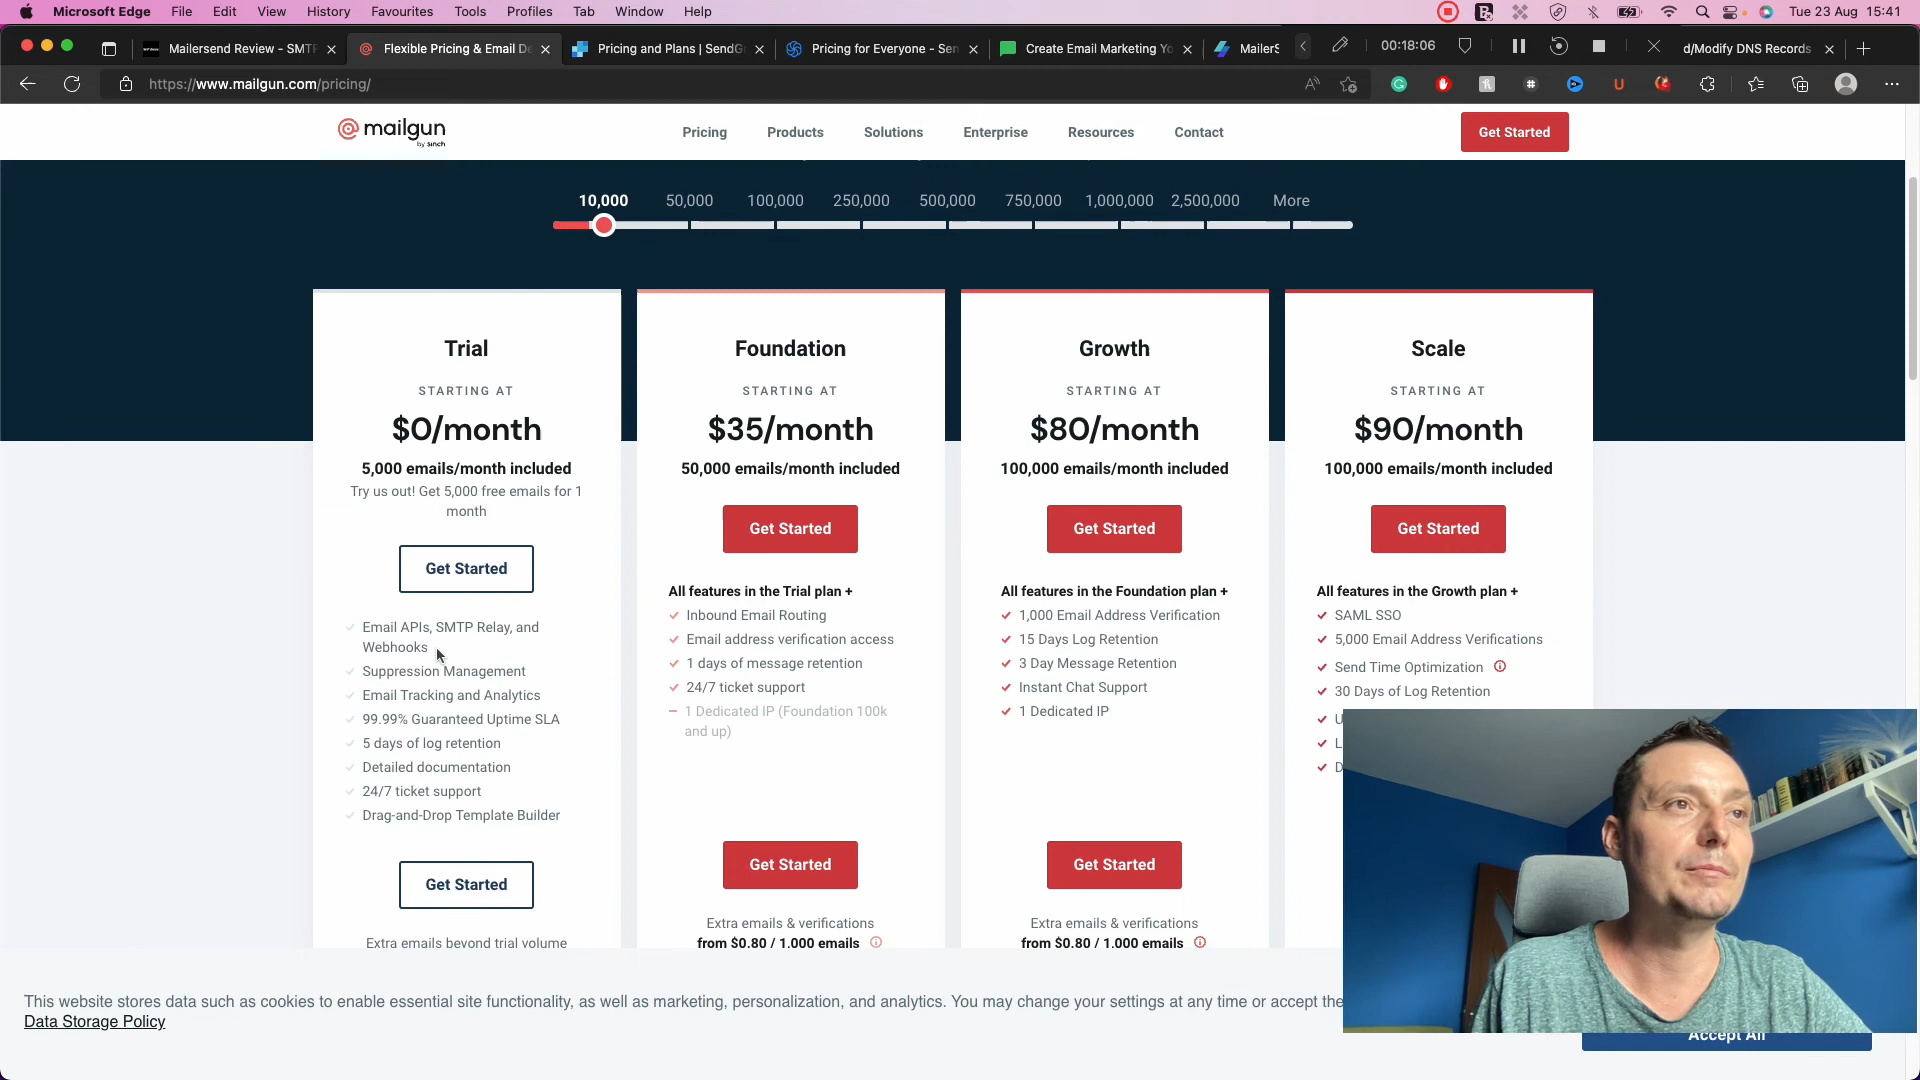 Microsoft Edge File Edit View History Favourites Tools Profiles Tab Window Help Tue 23 Aug 15:41
Mailersend Review - SMTP Flexible Pricing & Email De Pricing and Plans | SendG Pricing for Everyone - Sen Create Email Marketing Yo MailerS 00:18:06 d/Modify DNS Records
https://www.mailgun.com/pricing/
mailgun
by sinch
Pricing Products Solutions Enterprise Resources Contact Get Started
10,000 50,000 100,000 250,000 500,000 750,000 1,000,000 2,500,000 More
Trial
STARTING AT
$0/month
5,000 emails/month included
Try us out! Get 5,000 free emails for 1
month
Get Started
Email APIs, SMTP Relay, and
Webhooks
Suppression Management
Email Tracking and Analytics
99.99% Guaranteed Uptime SLA
5 days of log retention
Detailed documentation
24/7 ticket support
Drag-and-Drop Template Builder
Get Started
Extra emails beyond trial volume
Foundation
STARTING AT
$35/month
50,000 emails/month included
Get Started
All features in the Trial plan +
Inbound Email Routing
Email address verification access
1 days of message retention
24/7 ticket support
1 Dedicated IP (Foundation 100k
and up)
Get Started
Extra emails & verifications
from $0.80 / 1,000 emails
Growth
STARTING AT
$80/month
100,000 emails/month included
Get Started
All features in the Foundation plan +
1,000 Email Address Verification
15 Days Log Retention
3 Day Message Retention
Instant Chat Support
1 Dedicated IP
Get Started
Extra emails & verifications
from $0.80 / 1,000 emails
Scale
STARTING AT
$90/month
100,000 emails/month included
Get Started
All features in the Growth plan +
SAML SSO
5,000 Email Address Verifications
Send Time Optimization
30 Days of Log Retention
U
L
D
This website stores data such as cookies to enable essential site functionality, as well as marketing, personalization, and analytics. You may change your settings at any time or accept the
Data Storage Policy
Accept All